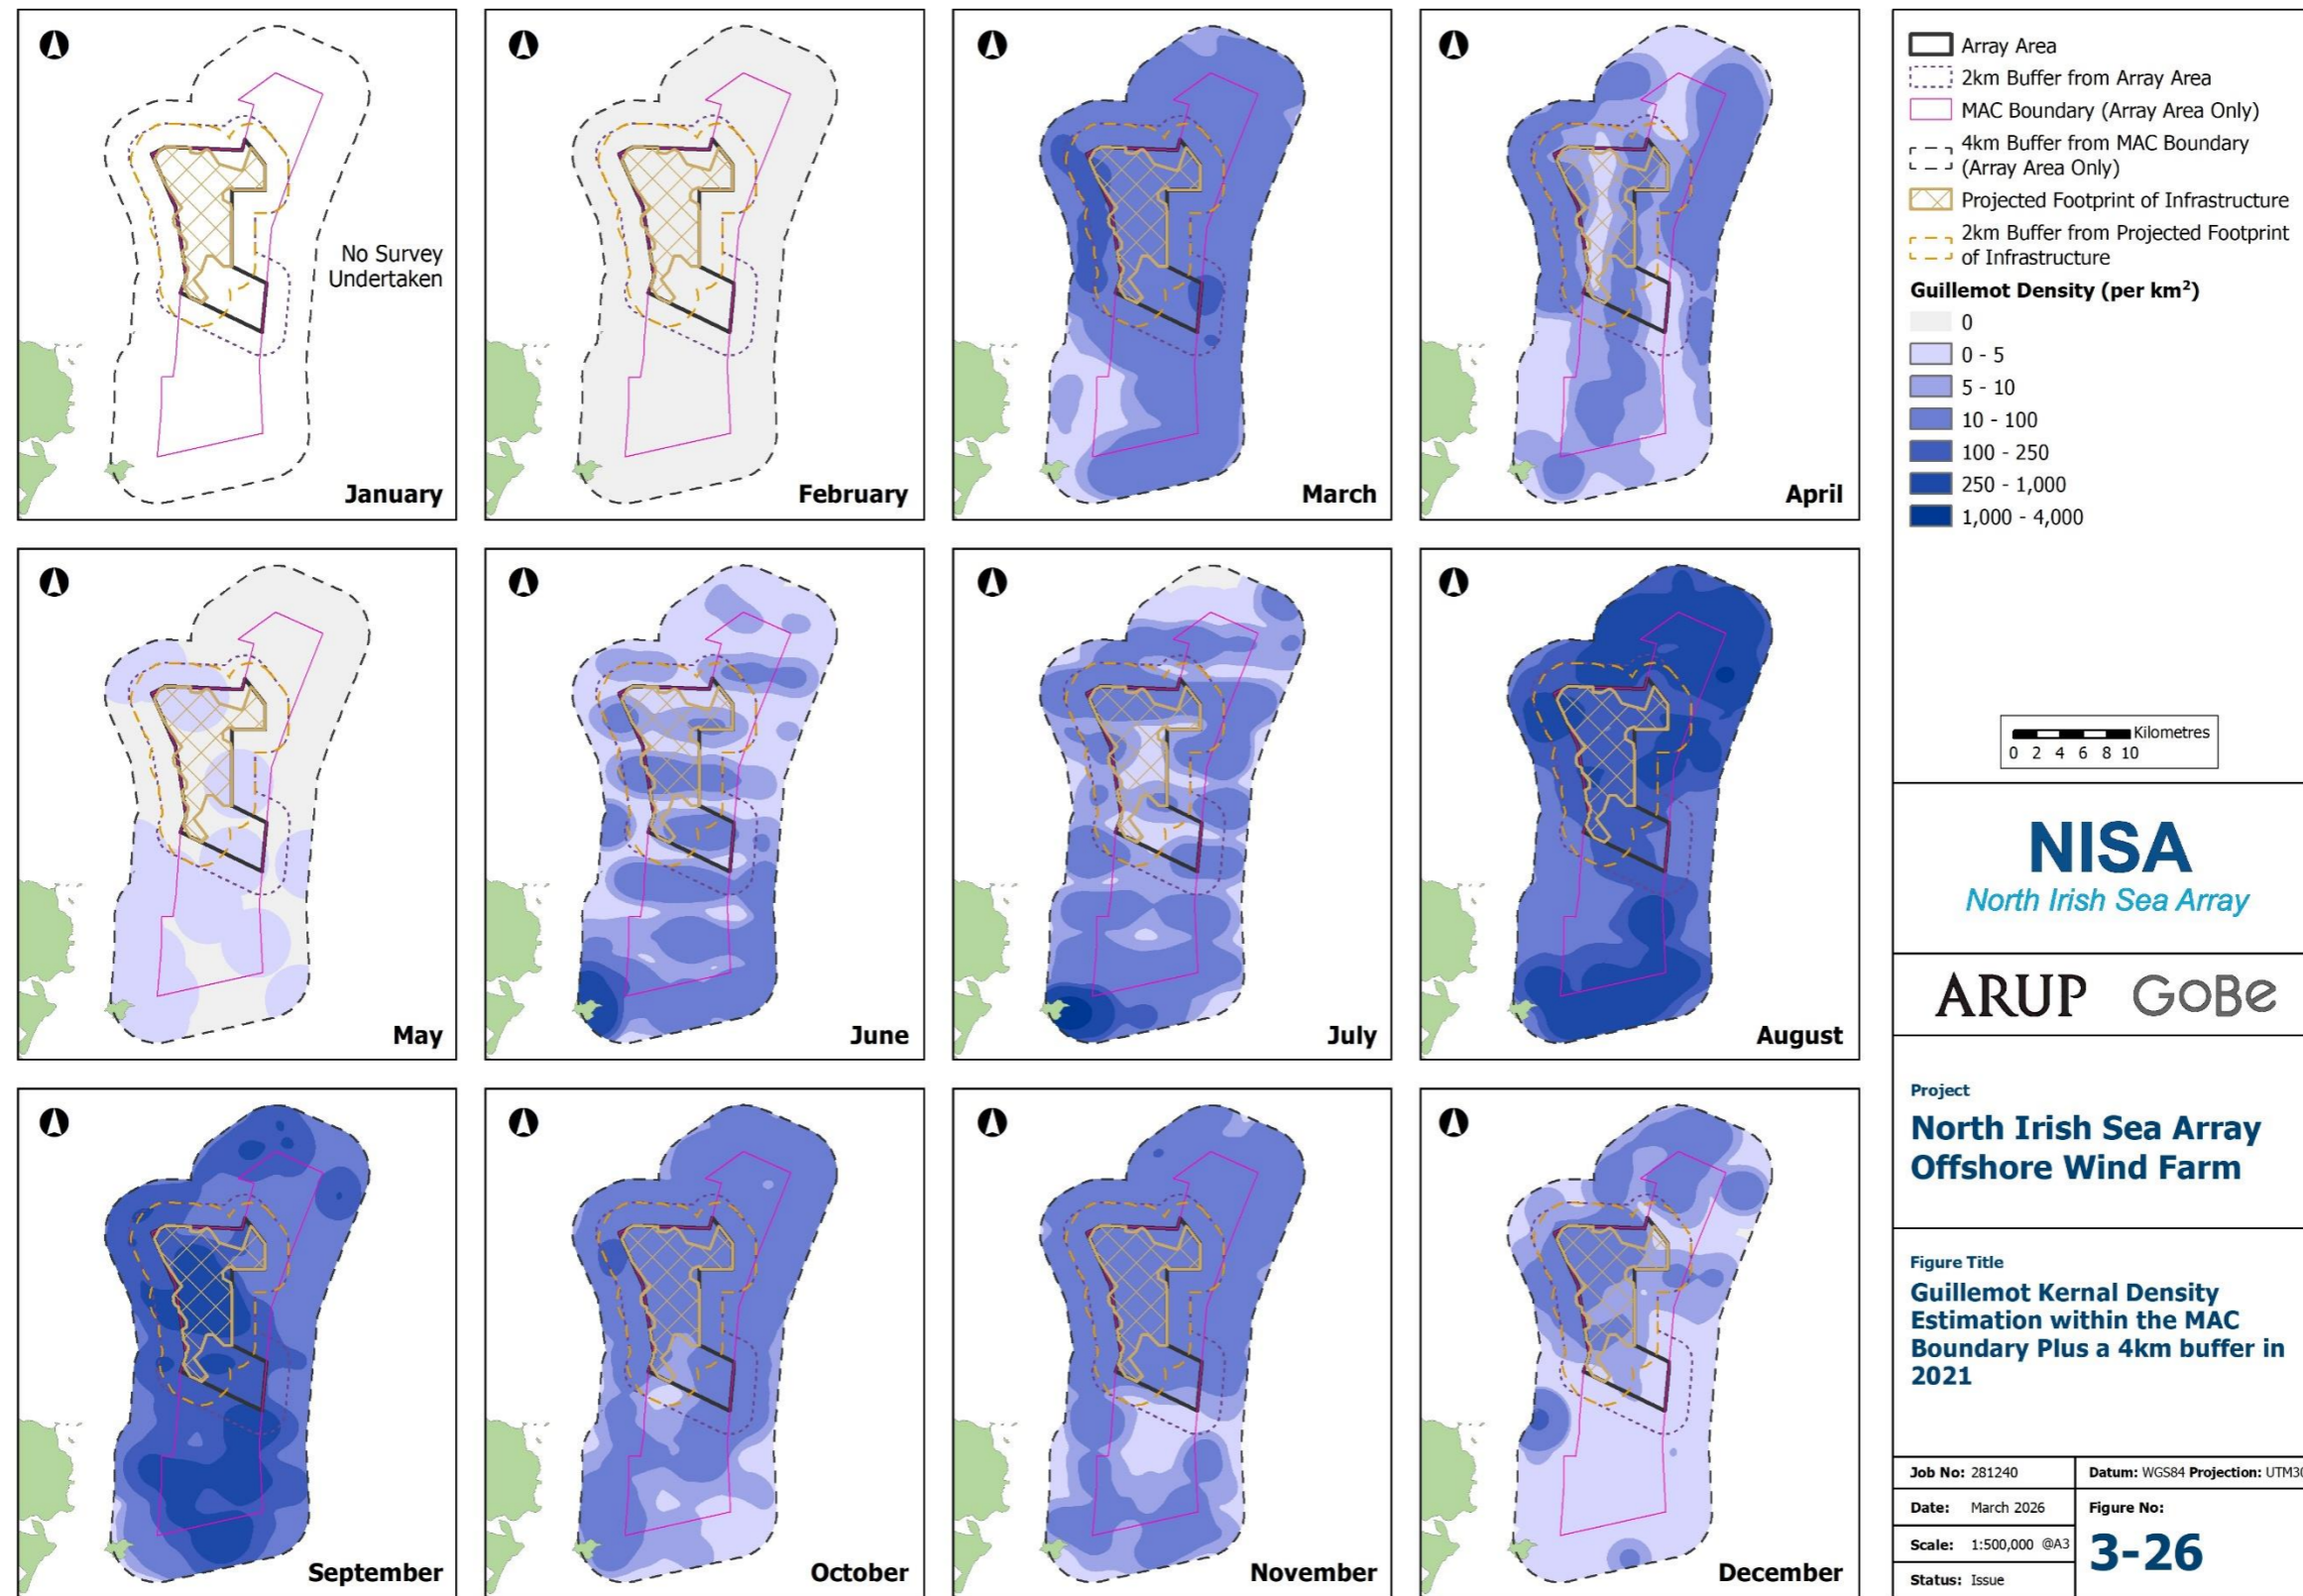 No Survey
Undertaken
January
February
March
April
May
June
July
August
September
October
November
December
Array Area
2km Buffer from Array Area
MAC Boundary (Array Area Only)
4km Buffer from MAC Boundary
(Array Area Only)
Projected Footprint of Infrastructure
2km Buffer from Projected Footprint
of Infrastructure
Guillemot Density (per km²)
0
0 - 5
5 - 10
10 - 100
100 - 250
250 - 1,000
1,000 - 4,000
Kilometres
0 2 4 6 8 10
NISA
North Irish Sea Array
ARUP GoBe
Project
North Irish Sea Array
Offshore Wind Farm
Figure Title
Guillemot Kernal Density
Estimation within the MAC
Boundary Plus a 4km buffer in
2021
Job No: 281240 Datum: WGS84 Projection: UTM30
Date: March 2026 Figure No:
Scale: 1:500,000 @A3 3-26
Status: Issue